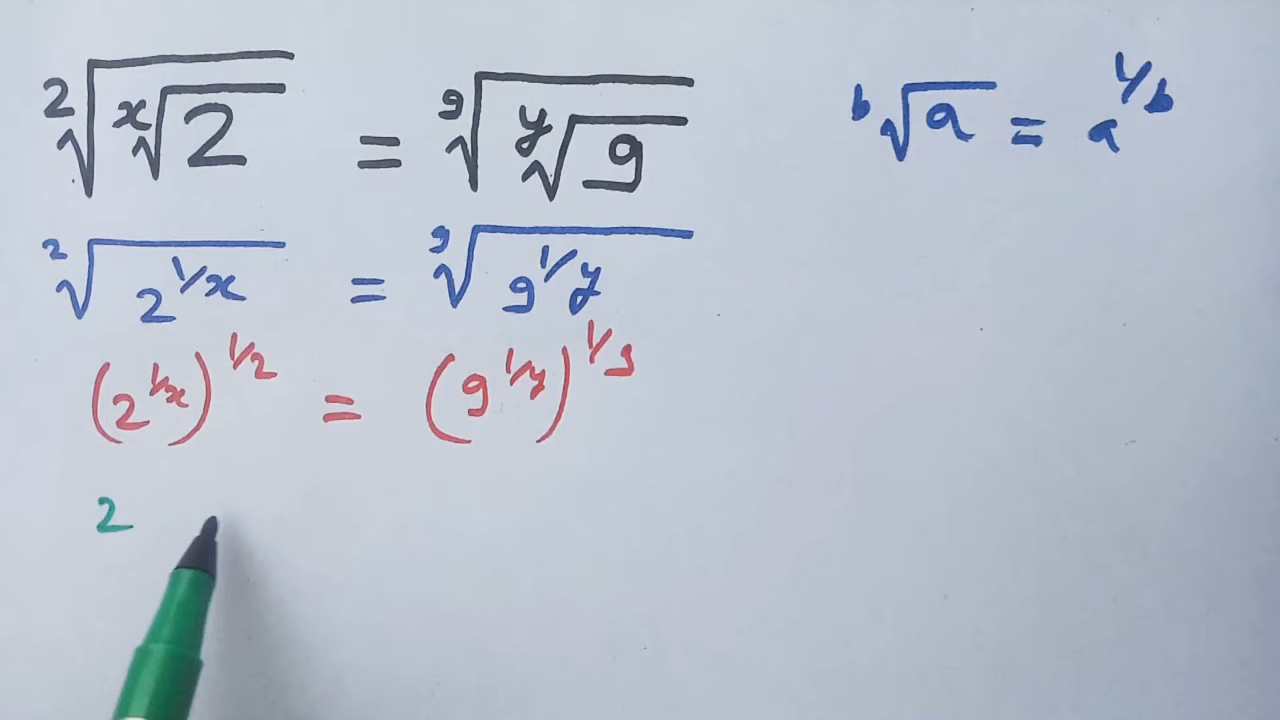 ²√(ˣ√2) = ⁹√(ʸ√9)
ᵇ√a = a^(1/b)
²√(2^(1/x)) = ⁹√(9^(1/y))
(2^(1/x))^(1/2) = (9^(1/y))^(1/9)
2